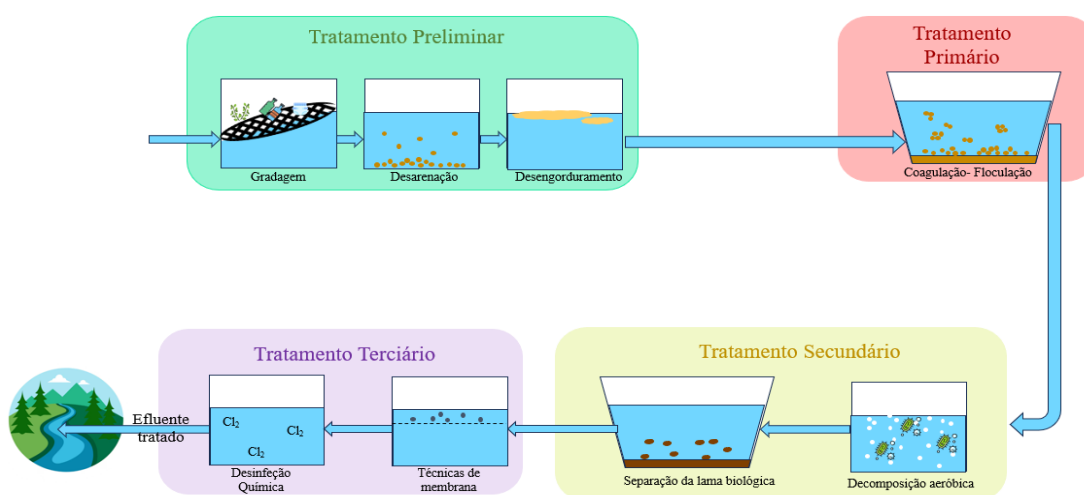 Tratamento Preliminar
Gradagem
Desarenação
Desengorduramento
Tratamento
Primário
Coagulação- Floculação
Tratamento Secundário
Decomposição aeróbica
Separação da lama biológica
Tratamento Terciário
Técnicas de
membrana
Cl₂
Cl₂
Cl₂
Desinfeção
Química
Efluente
tratado